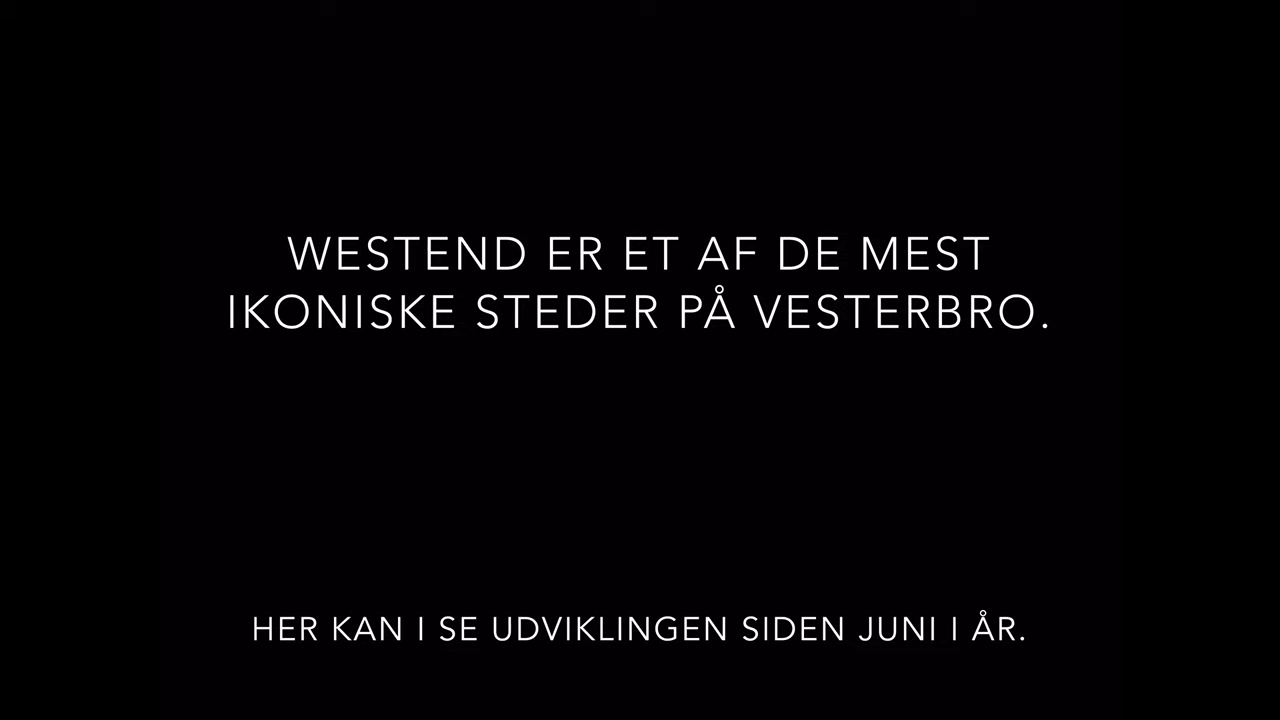 WESTEND ER ET AF DE MEST
IKONISKE STEDER PÅ VESTERBRO.
HER KAN I SE UDVIKLINGEN SIDEN JUNI I ÅR.